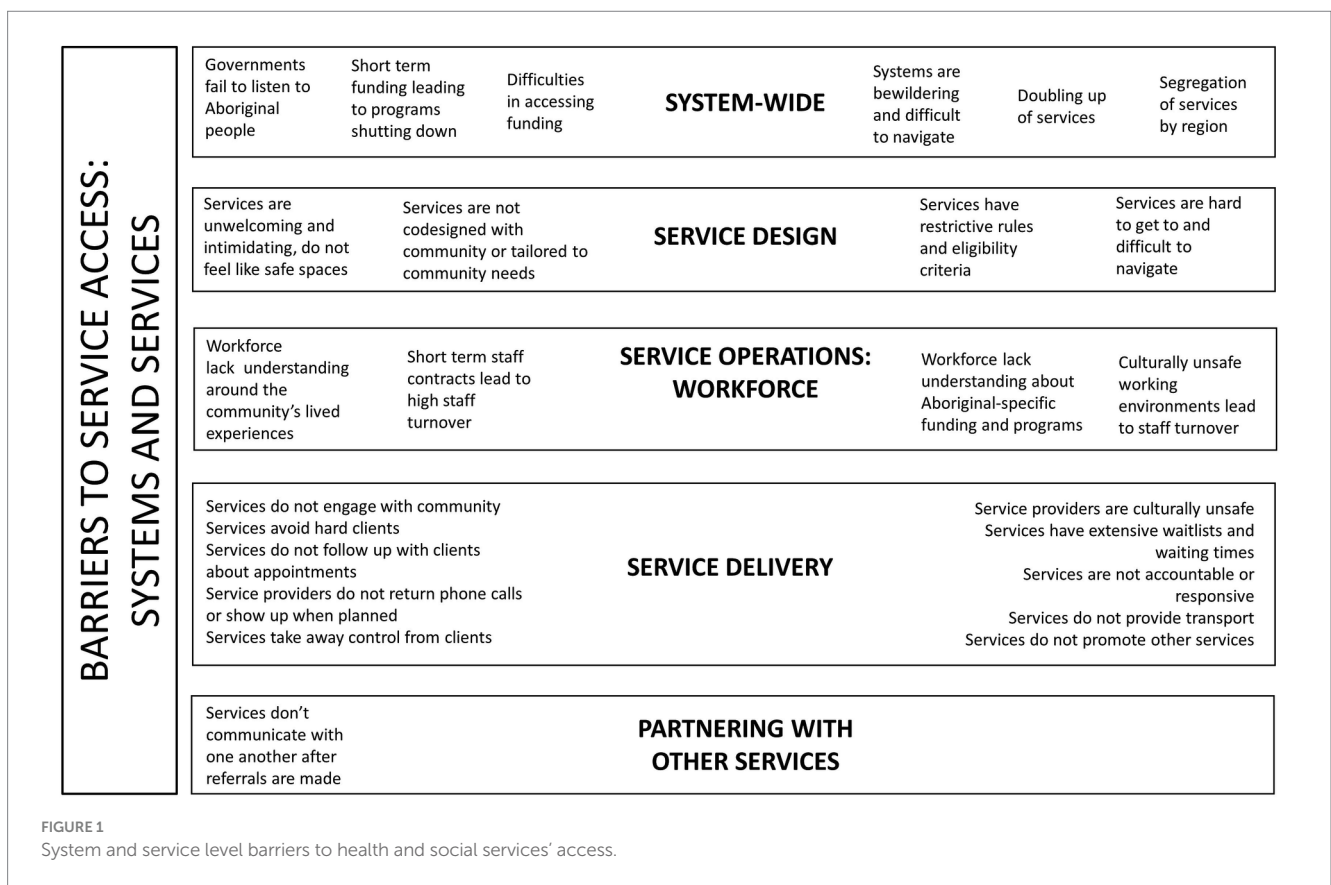 BARRIERS TO SERVICE ACCESS:
SYSTEMS AND SERVICES
Governments
fail to listen to
Aboriginal
people
Short term
funding leading
to programs
shutting down
Difficulties
in accessing
funding
SYSTEM-WIDE
Systems are
bewildering
and difficult
to navigate
Doubling up
of services
Segregation
of services
by region
Services are
unwelcoming and
intimidating, do not
feel like safe spaces
Services are not
codesigned with
community or tailored to
community needs
SERVICE DESIGN
Services have
restrictive rules
and eligibility
criteria
Services are hard
to get to and
difficult to
navigate
Workforce
lack understanding
around the
community’s lived
experiences
Short term staff
contracts lead to
high staff
turnover
SERVICE OPERATIONS:
WORKFORCE
Workforce lack
understanding about
Aboriginal-specific
funding and programs
Culturally unsafe
working
environments lead
to staff turnover
Services do not engage with community
Services avoid hard clients
Services do not follow up with clients
about appointments
Service providers do not return phone calls
or show up when planned
Services take away control from clients
SERVICE DELIVERY
Service providers are culturally unsafe
Services have extensive waitlists and
waiting times
Services are not accountable or
responsive
Services do not provide transport
Services do not promote other services
Services don’t
communicate with
one another after
referrals are made
PARTNERING WITH
OTHER SERVICES
FIGURE 1
System and service level barriers to health and social services’ access.